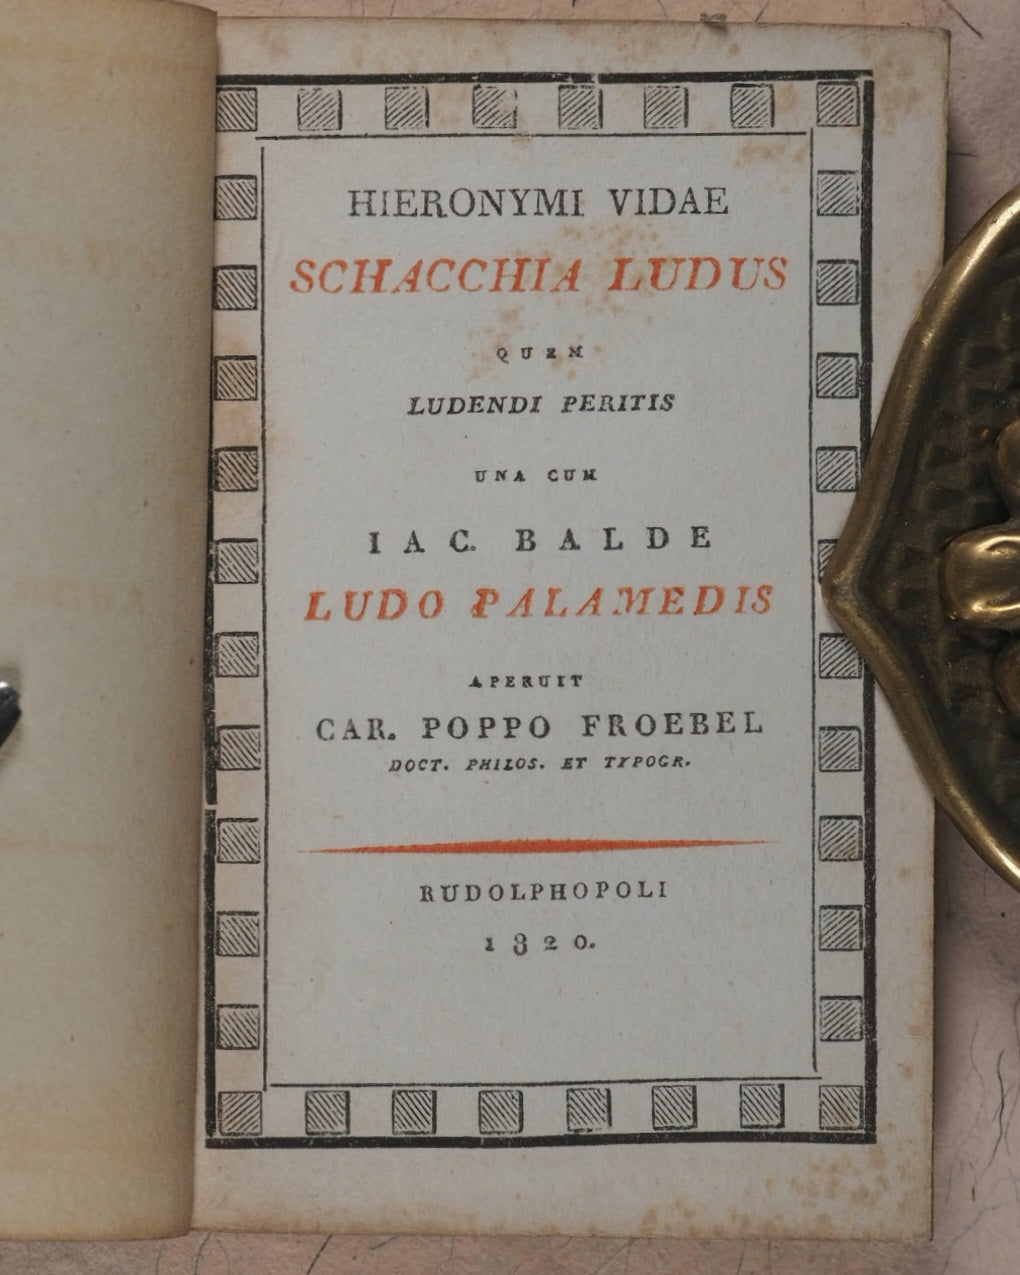 HIERONYMI VIDAE
SCHACCHIA LUDUS
QUEM
LUDENDI PERITIS
UNA CUM
IAC. BALDE
LUDO PALAMEDIS
APERUIT
CAR. POPPO FROEBEL
DOCT. PHILOS. ET TYPOGR.
RUDOLPHOPOLI
1820.